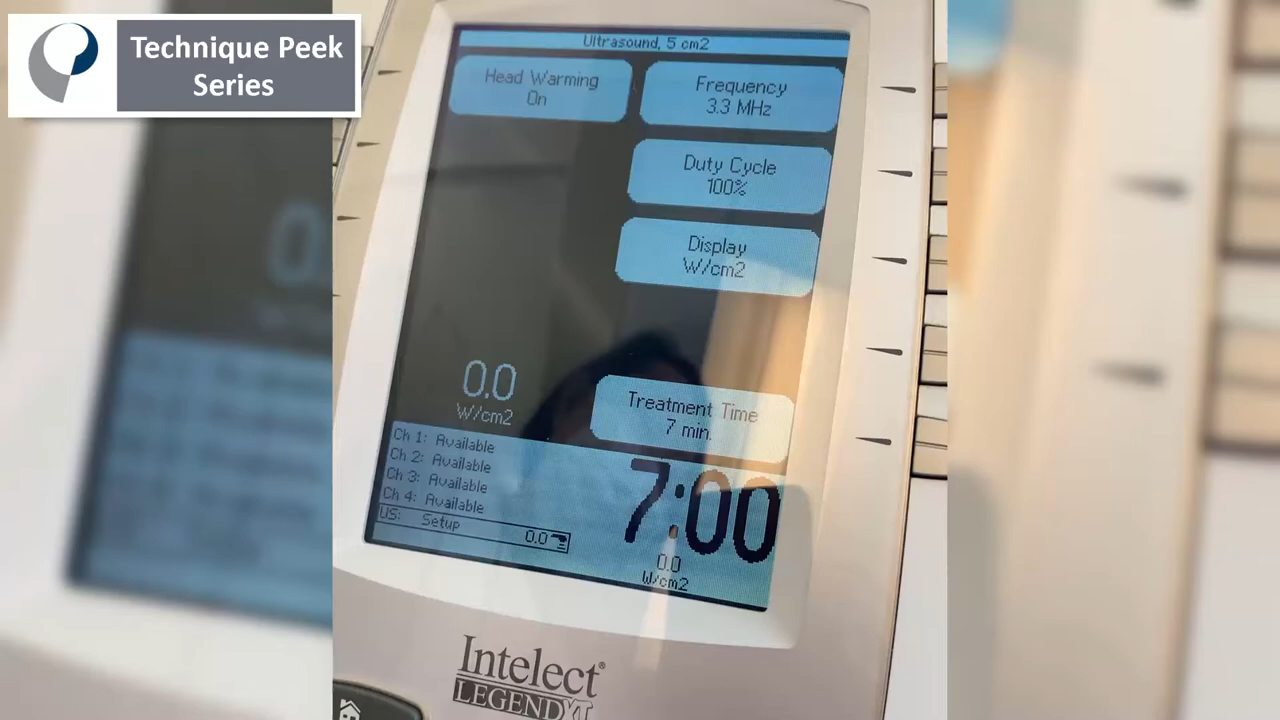 Technique Peek
Series
Ultrasound, 5 cm2
Head Warming
On
Frequency
3.3 MHz
Duty Cycle
100%
Display
W/cm2
0.0
W/cm2
Treatment Time
7 min.
Ch 1: Available
Ch 2: Available
Ch 3: Available
Ch 4: Available
US: Setup
0.0
7:00
0.0
W/cm2
Intelect®
LEGEND XT